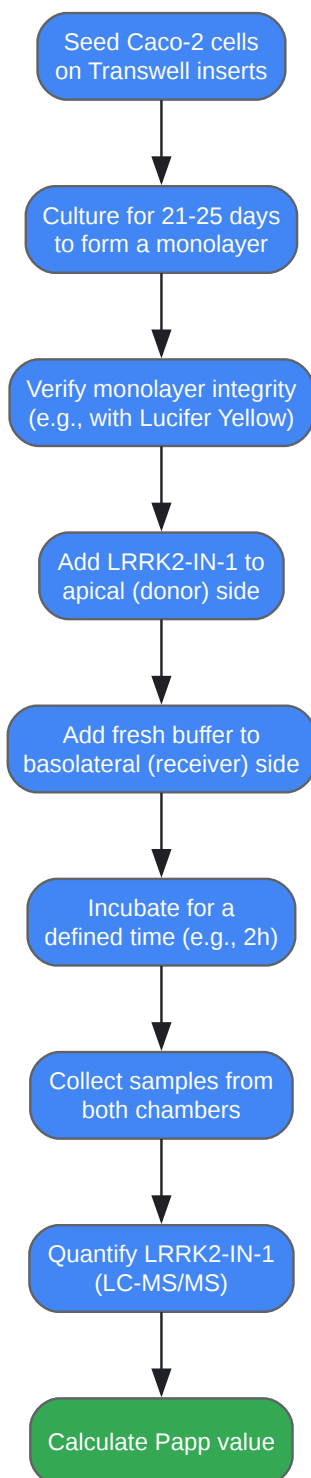 Seed Caco-2 cells
on Transwell inserts
Culture for 21-25 days
to form a monolayer
Verify monolayer integrity
(e.g., with Lucifer Yellow)
Add LRRK2-IN-1 to
apical (donor) side
Add fresh buffer to
basolateral (receiver) side
Incubate for a
defined time (e.g., 2h)
Collect samples from
both chambers
Quantify LRRK2-IN-1
(LC-MS/MS)
Calculate Papp value